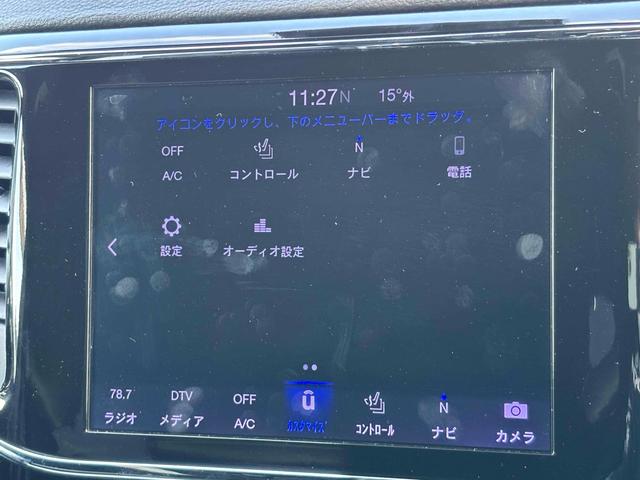 11:27 N 15°外
アイコンをクリックし、下のメニューバーまでドラッグ。
OFF N
A/C コントロール ナビ 電話
設定 オーディオ設定
78.7 DTV OFF N
ラジオ メディア A/C カスタマイズ コントロール ナビ カメラ